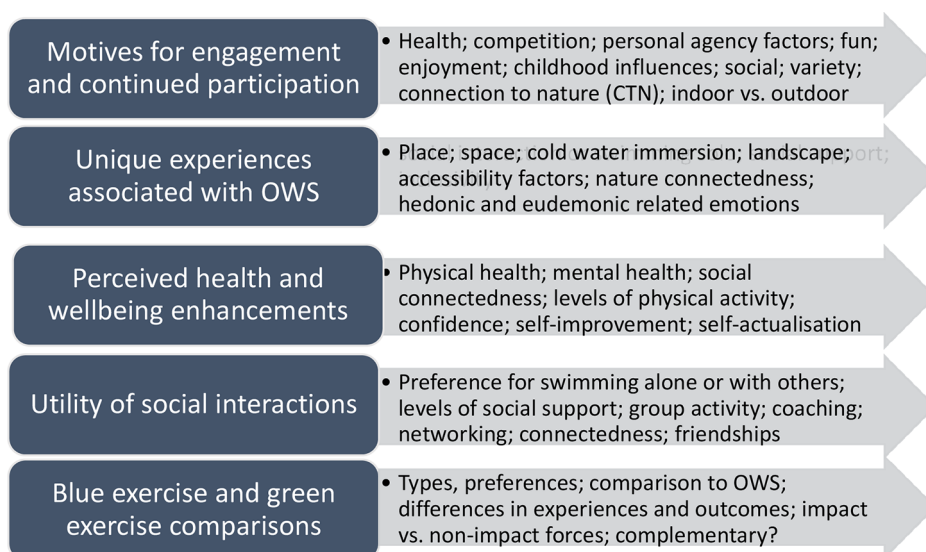 Motives for engagement
and continued participation
• Health; competition; personal agency factors; fun;
enjoyment; childhood influences; social; variety;
connection to nature (CTN); indoor vs. outdoor
Unique experiences
associated with OWS
• Place; space; cold water immersion; landscape;
accessibility factors; nature connectedness;
hedonic and eudemonic related emotions
Perceived health and
wellbeing enhancements
• Physical health; mental health; social
connectedness; levels of physical activity;
confidence; self-improvement; self-actualisation
Utility of social interactions
• Preference for swimming alone or with others;
levels of social support; group activity; coaching;
networking; connectedness; friendships
Blue exercise and green
exercise comparisons
• Types, preferences; comparison to OWS;
differences in experiences and outcomes; impact
vs. non-impact forces; complementary?